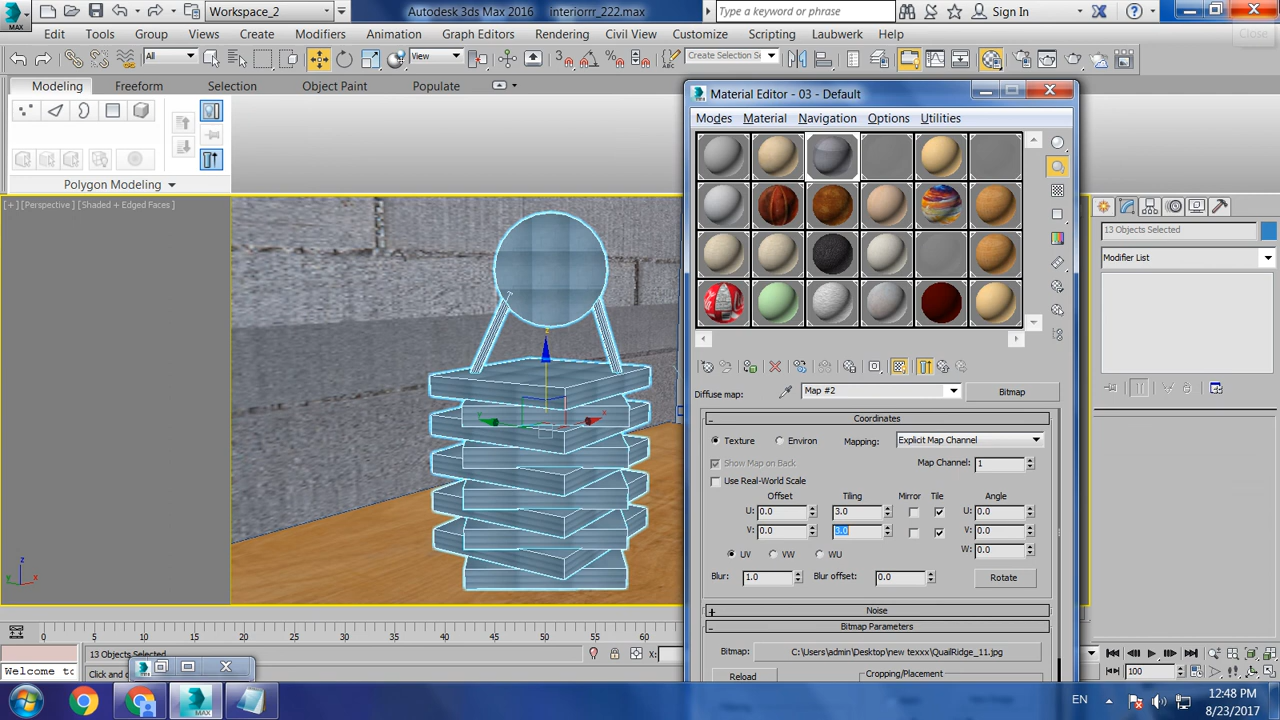 MAX
Workspace_2
Autodesk 3ds Max 2016
interiorrr_222.max
Type a keyword or phrase
Sign In
Close
Edit Tools Group Views Create Modifiers Animation Graph Editors Rendering Civil View Customize Scripting Laubwerk Help
All
View
Create Selection Se
Modeling Freeform Selection Object Paint Populate
Polygon Modeling
[+] [Perspective] [Shaded + Edged Faces]
Material Editor - 03 - Default
Modes Material Navigation Options Utilities
13 Objects Selected
Modifier List
Diffuse map: Map #2 Bitmap
- Coordinates
Texture Environ Mapping: Explicit Map Channel
Show Map on Back Map Channel: 1
Use Real-World Scale
Offset Tiling Mirror Tile Angle
U: 0.0 3.0 U: 0.0
V: 0.0 3.0 V: 0.0
W: 0.0
UV VW WU
Blur: 1.0 Blur offset: 0.0 Rotate
+ Noise
- Bitmap Parameters
Bitmap: C:\Users\admin\Desktop\new texxx\QuailRidge_11.jpg
Reload Cropping/Placement
z
x
y
z
x
y
0 5 10 15 20 25 30 35 40 45 50 55 60
13 Objects Selected
X:
Welcome to
Click and
100
MAX
EN
12:48 PM
8/23/2017